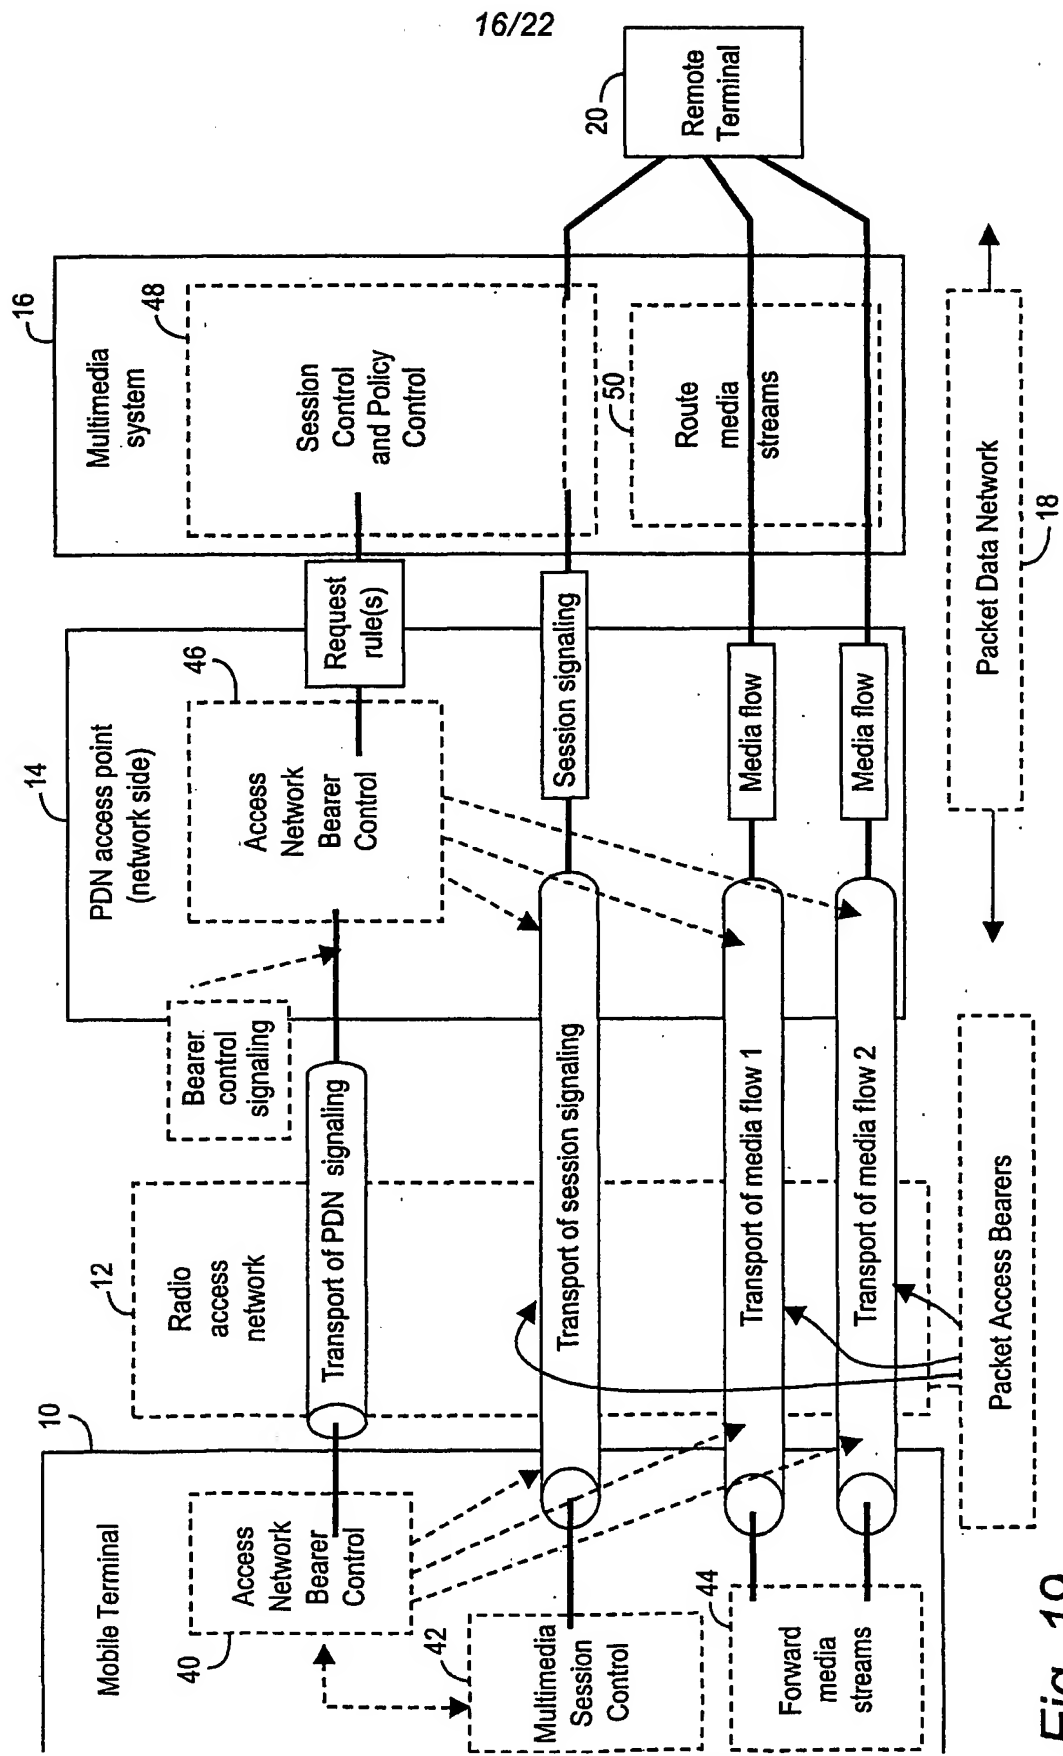 16/22
Mobile Terminal
10
40
Access
Network
Bearer
Control
42
Multimedia
Session
Control
44
Forward
media
streams
12
Radio
access
network
Transport of PDN signaling
Bearer
control
signaling
Transport of session signaling
Transport of media flow 1
Transport of media flow 2
Packet Access Bearers
14
PDN access point
(network side)
46
Access
Network
Bearer
Control
Request
rule(s)
Session signaling
Media flow
Media flow
16
Multimedia
system
48
Session
Control
and Policy
Control
50
Route
media
streams
Packet Data Network
18
20
Remote
Terminal